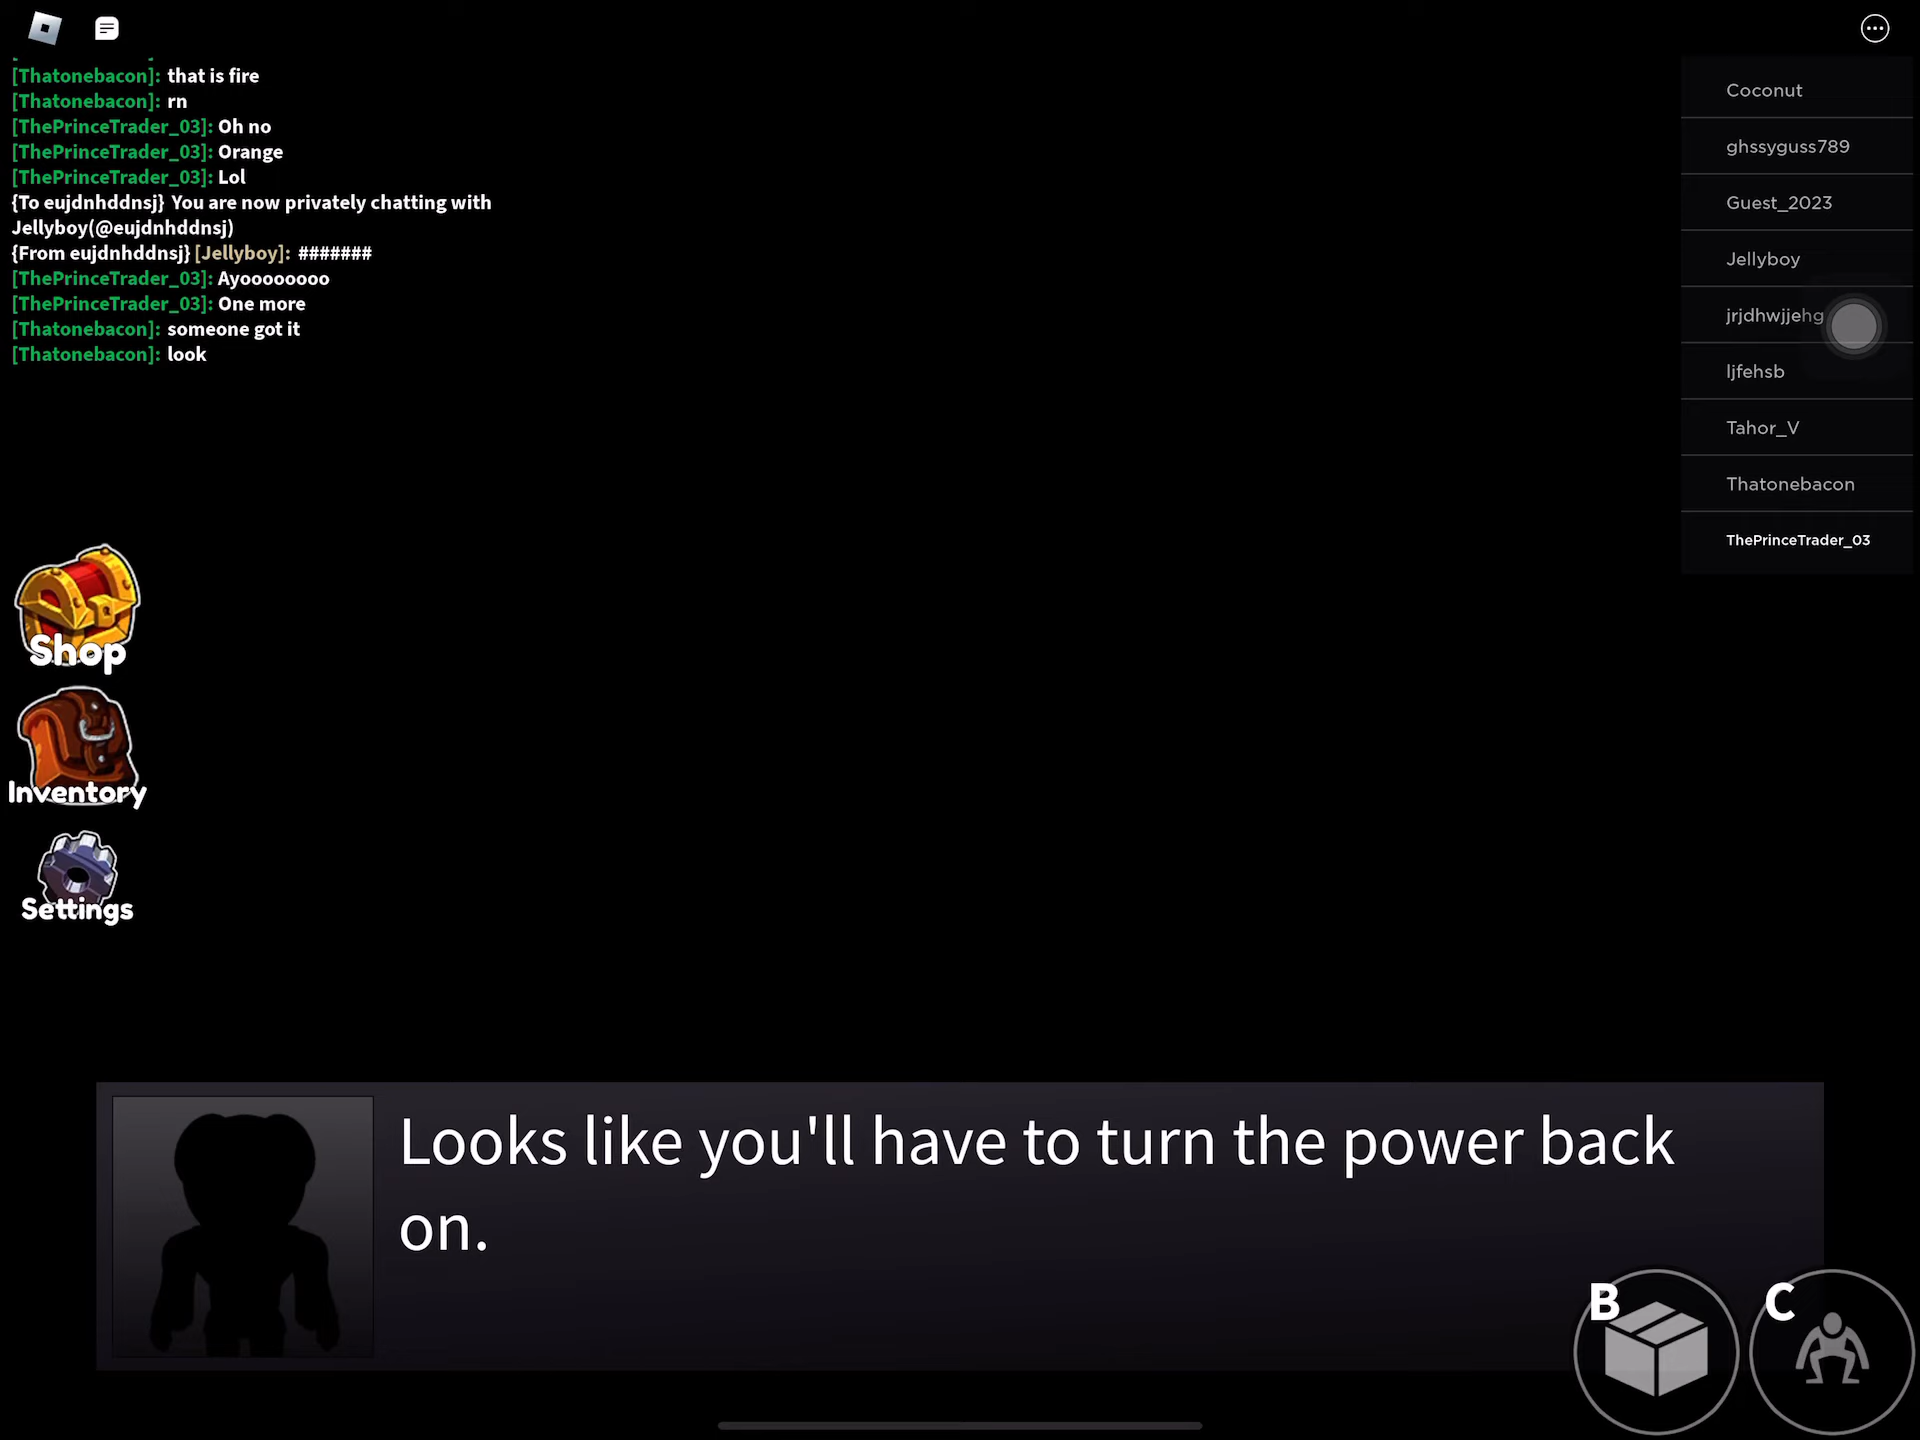 [Thatonebacon]: that is fire
[Thatonebacon]: rn
[ThePrinceTrader_03]: Oh no
[ThePrinceTrader_03]: Orange
[ThePrinceTrader_03]: Lol
{To eujdnhddnsj} You are now privately chatting with
Jellyboy(@eujdnhddnsj)
{From eujdnhddnsj} [Jellyboy]: #######
[ThePrinceTrader_03]: Ayoooooooo
[ThePrinceTrader_03]: One more
[Thatonebacon]: someone got it
[Thatonebacon]: look
Coconut
ghssyguss789
Guest_2023
Jellyboy
jrjdhwjjehg
ljfehsb
Tahor_V
Thatonebacon
ThePrinceTrader_03
Shop
Inventory
Settings
Looks like you'll have to turn the power back
on.
B
C